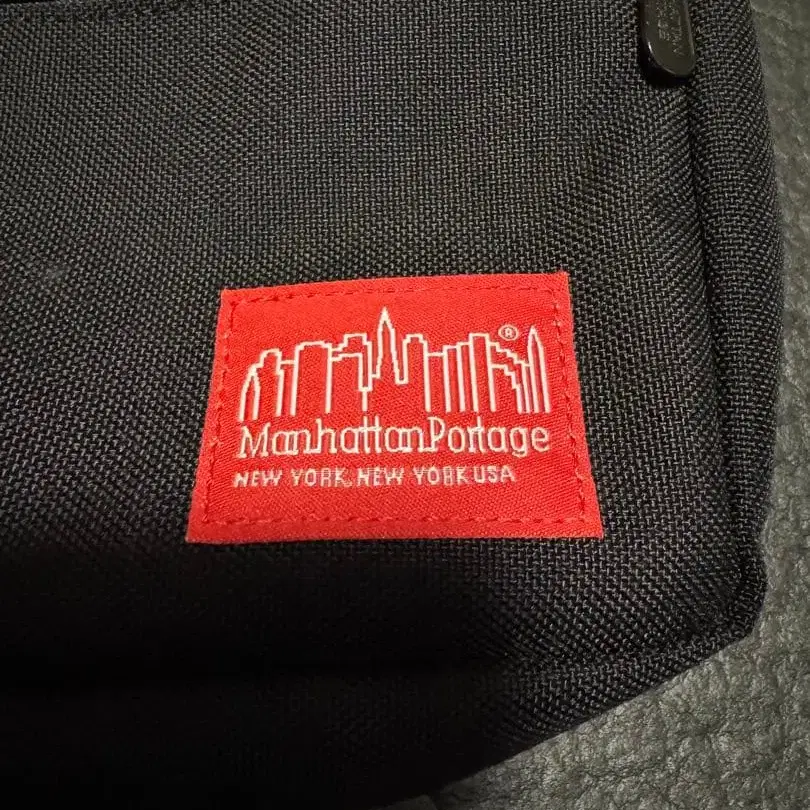 ®
ManhattanPortage
NEW YORK, NEW YORK USA